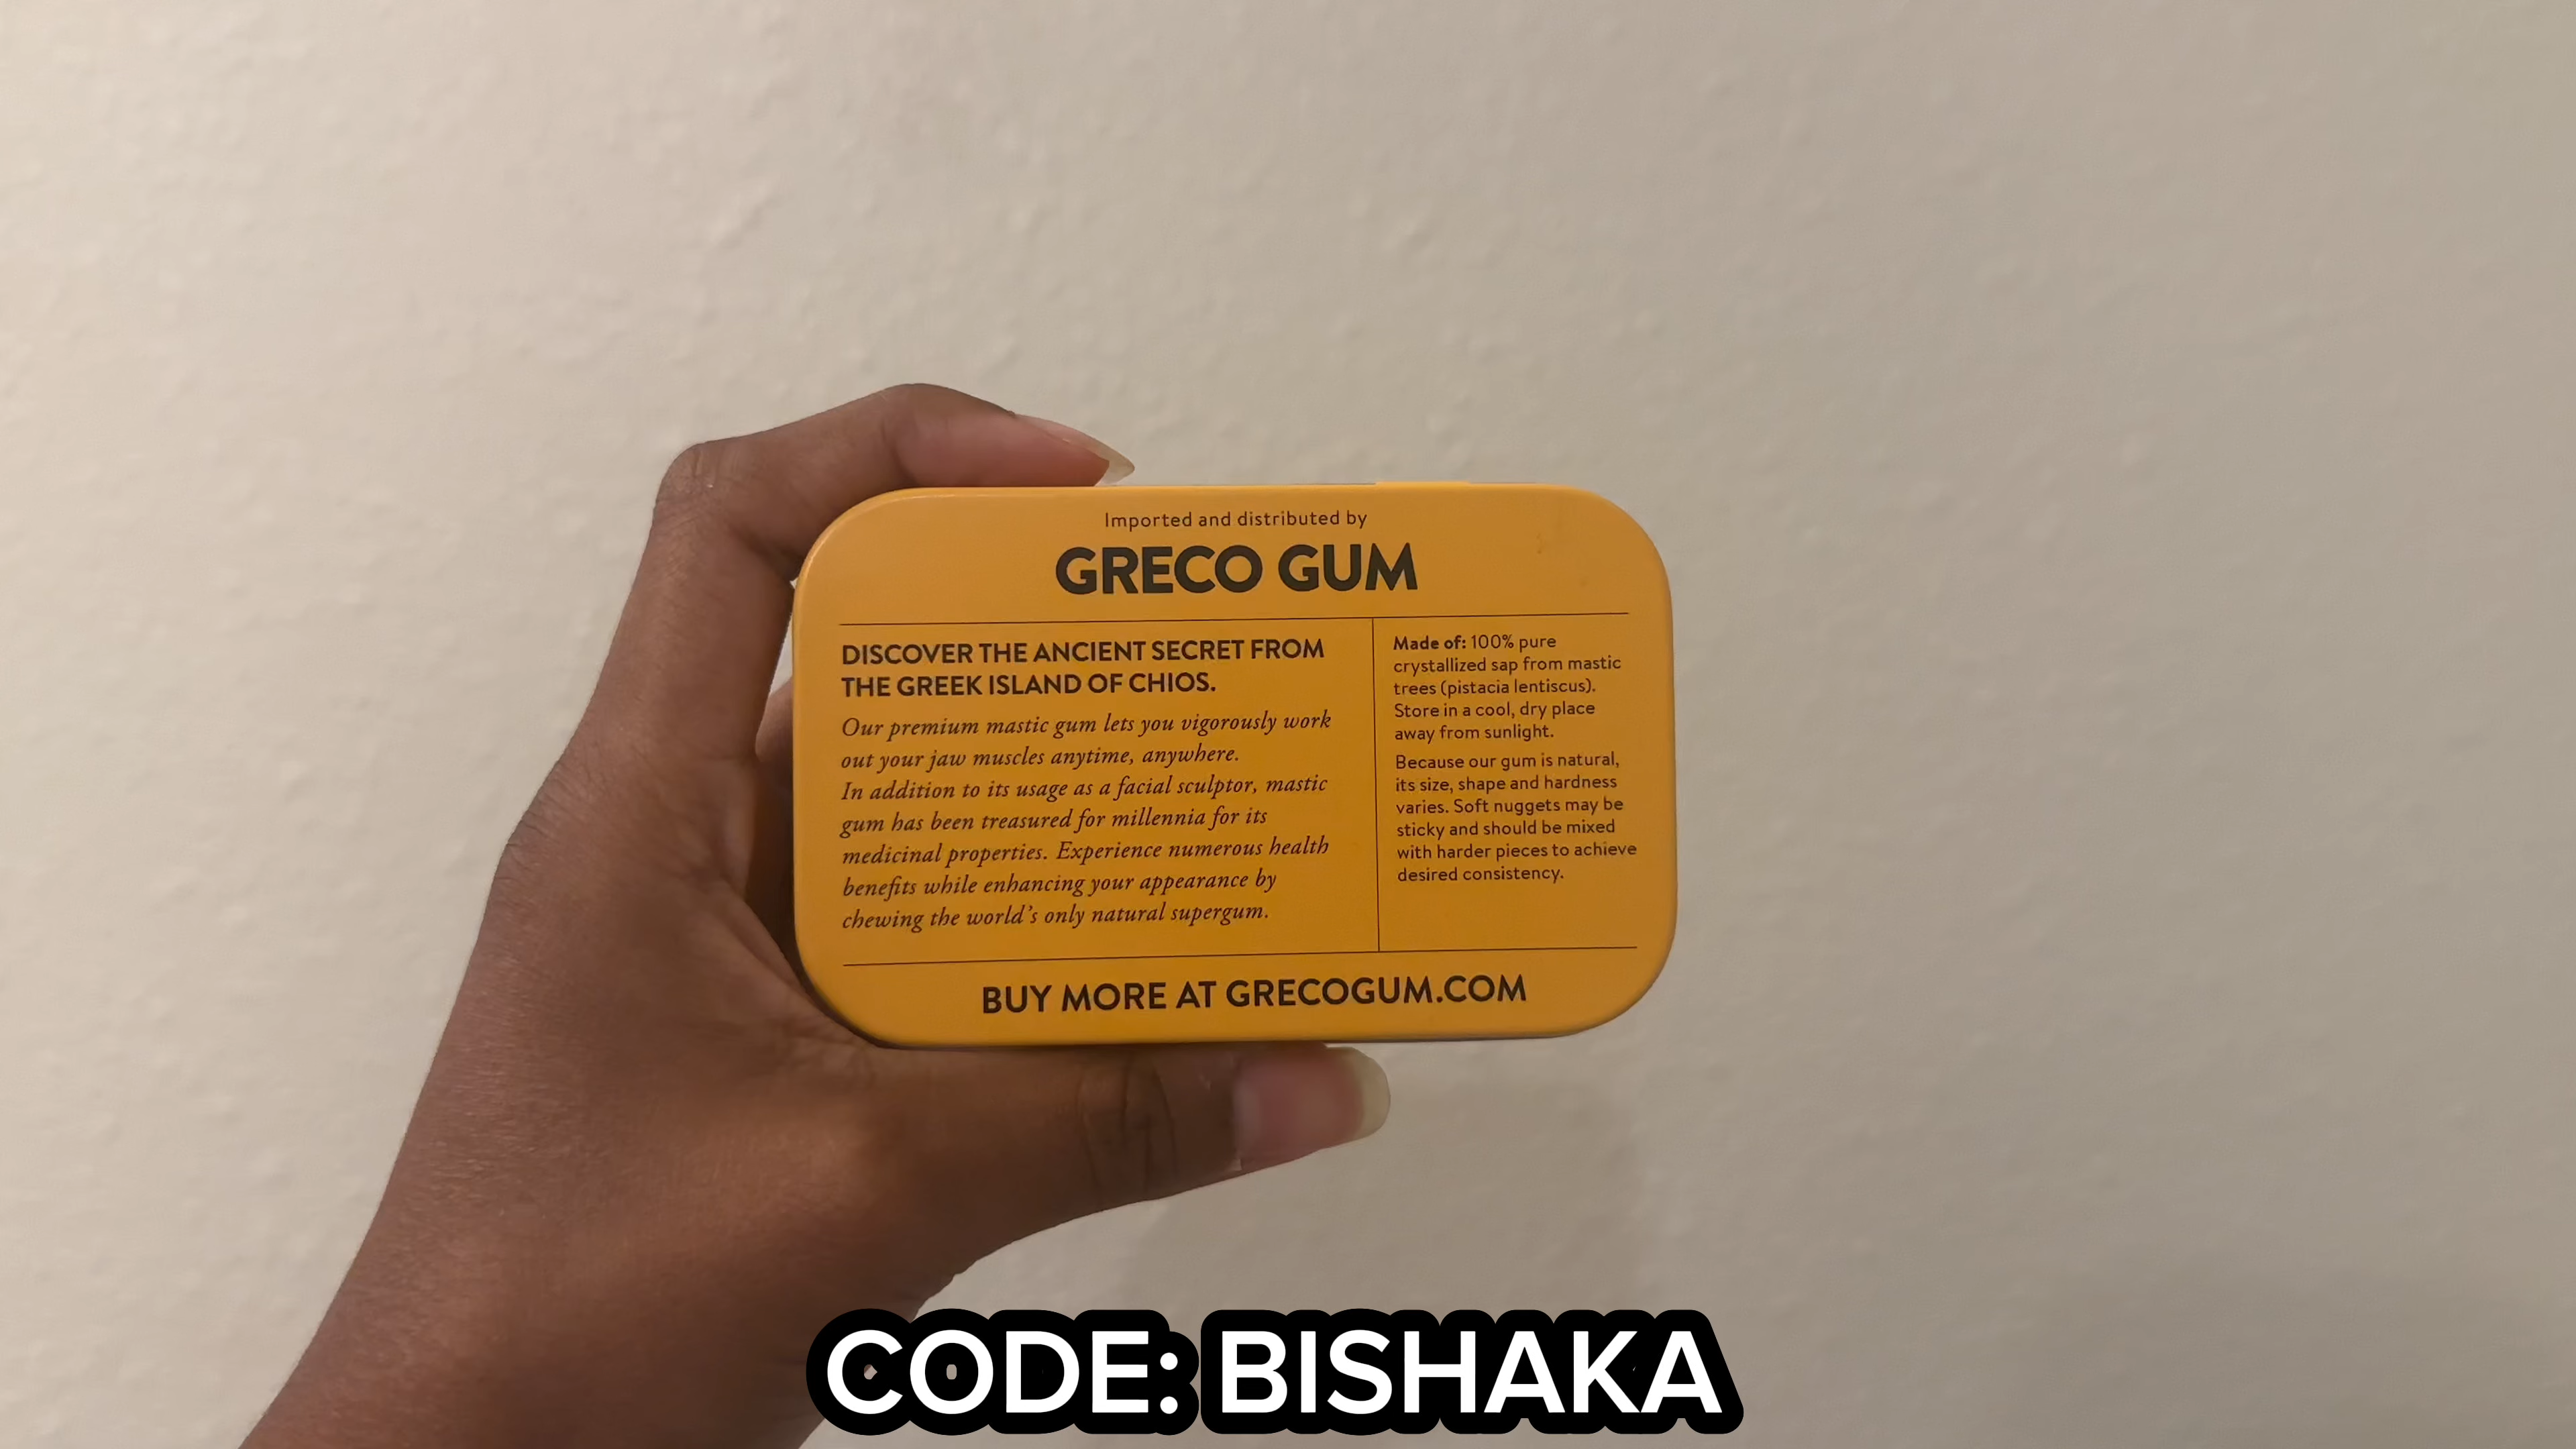 Imported and distributed by
GRECO GUM
DISCOVER THE ANCIENT SECRET FROM
THE GREEK ISLAND OF CHIOS.
Our premium mastic gum lets you vigorously work
out your jaw muscles anytime, anywhere.
In addition to its usage as a facial sculptor, mastic
gum has been treasured for millennia for its
medicinal properties. Experience numerous health
benefits while enhancing your appearance by
chewing the world's only natural supergum.
Made of: 100% pure
crystallized sap from mastic
trees (pistacia lentiscus).
Store in a cool, dry place
away from sunlight.
Because our gum is natural,
its size, shape and hardness
varies. Soft nuggets may be
sticky and should be mixed
with harder pieces to achieve
desired consistency.
BUY MORE AT GRECOGUM.COM
CODE: BISHAKA